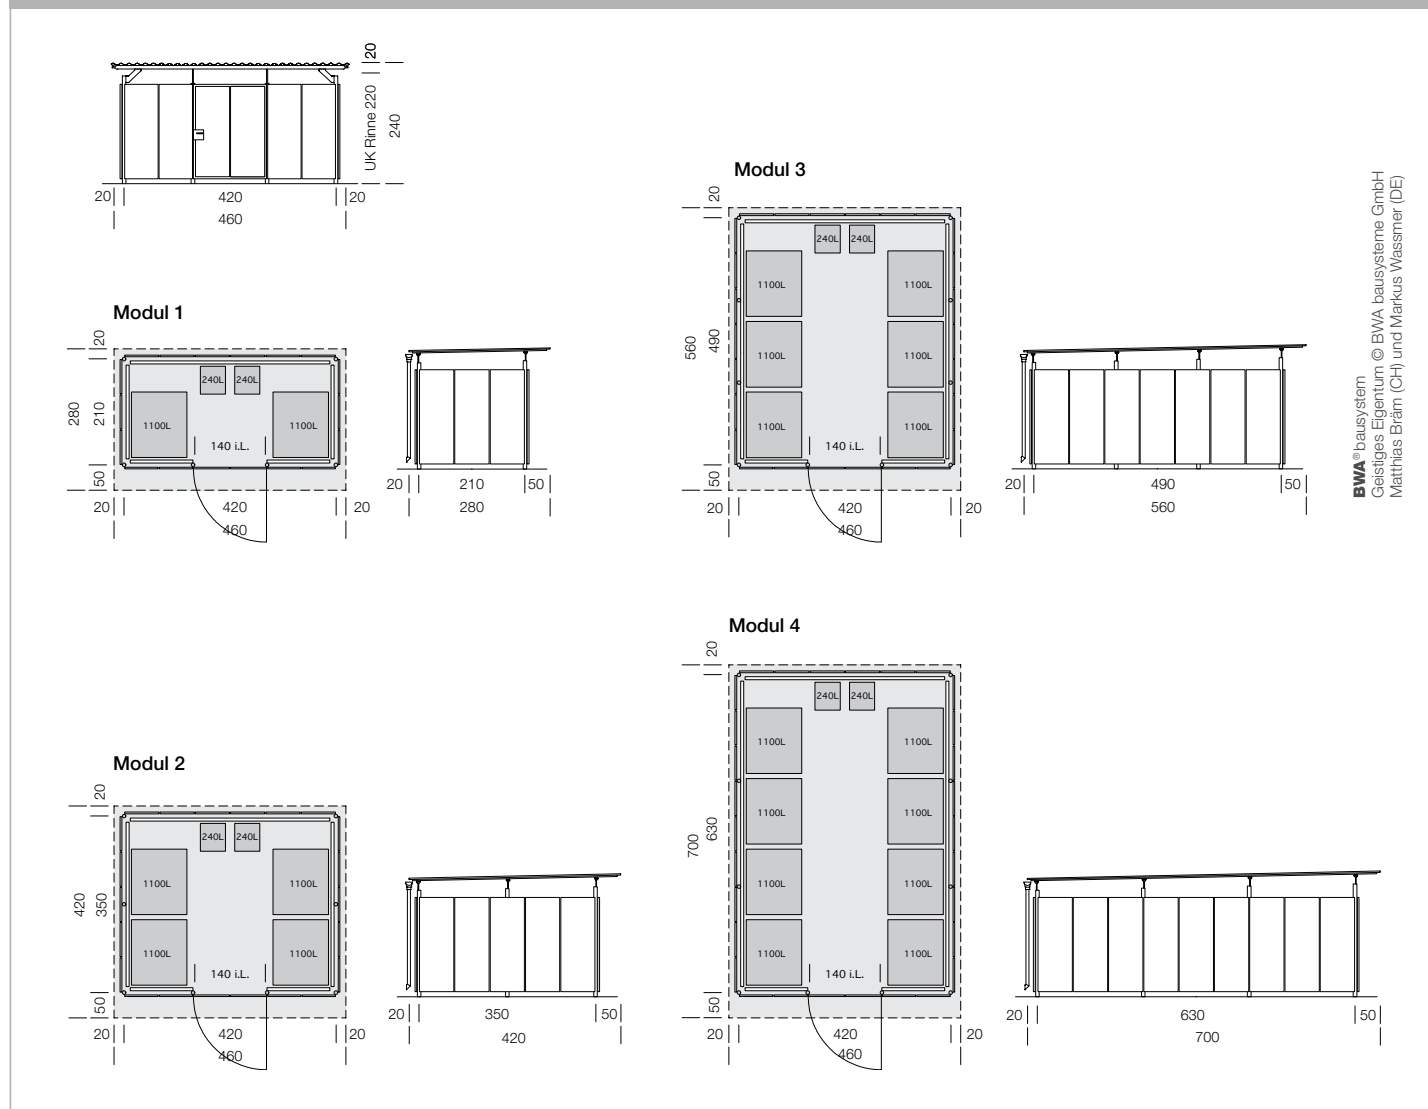 20
UK Rinne 220
240
20
420
20
460
Modul 1
20
280
210
50
240L
240L
1100L
1100L
140 i.L.
20
420
20
460
20
210
50
280
Modul 2
20
420
350
50
240L
240L
1100L
1100L
1100L
1100L
140 i.L.
20
420
20
460
20
350
50
420
Modul 3
20
560
490
50
240L
240L
1100L
1100L
1100L
1100L
1100L
1100L
140 i.L.
20
420
20
460
20
490
50
560
Modul 4
20
700
630
50
240L
240L
1100L
1100L
1100L
1100L
1100L
1100L
1100L
1100L
140 i.L.
20
420
20
460
20
630
50
700
BWA® bausystem
Geistiges Eigentum © BWA bausysteme GmbH
Matthias Bräm (CH) und Markus Wassmer (DE)